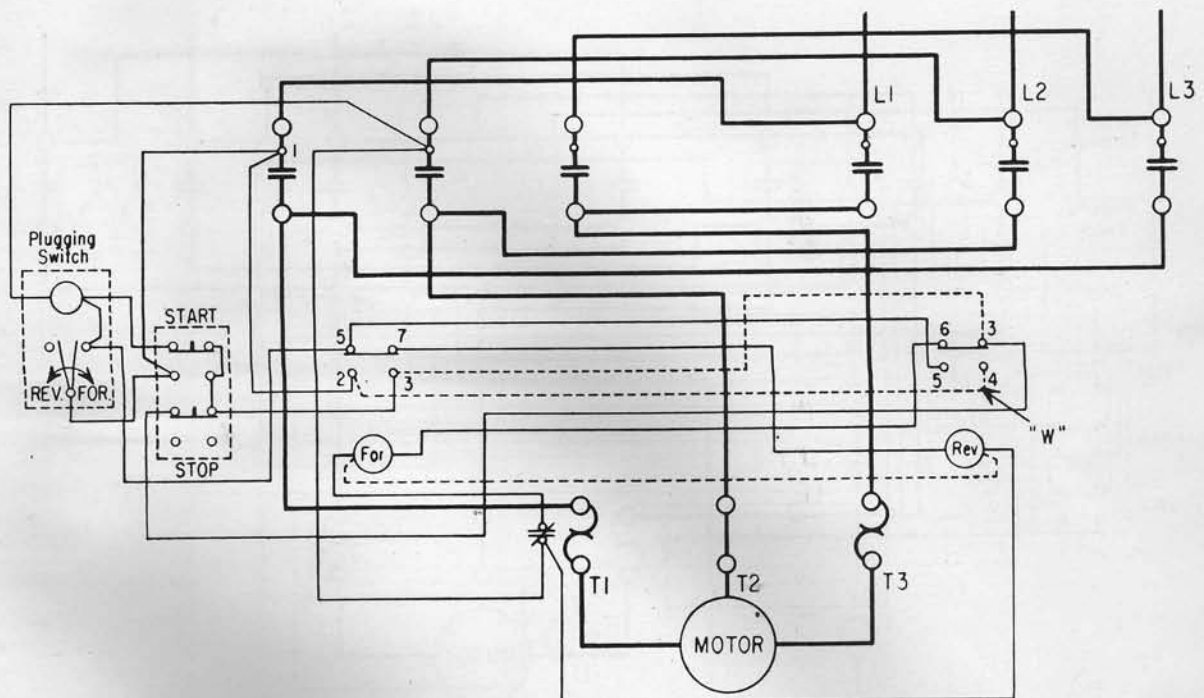 L1
L2
L3
1
Plugging
Switch
START
5
7
6
3
2
3
5
4
REV.
FOR.
"W"
STOP
For
Rev
T1
T2
T3
MOTOR